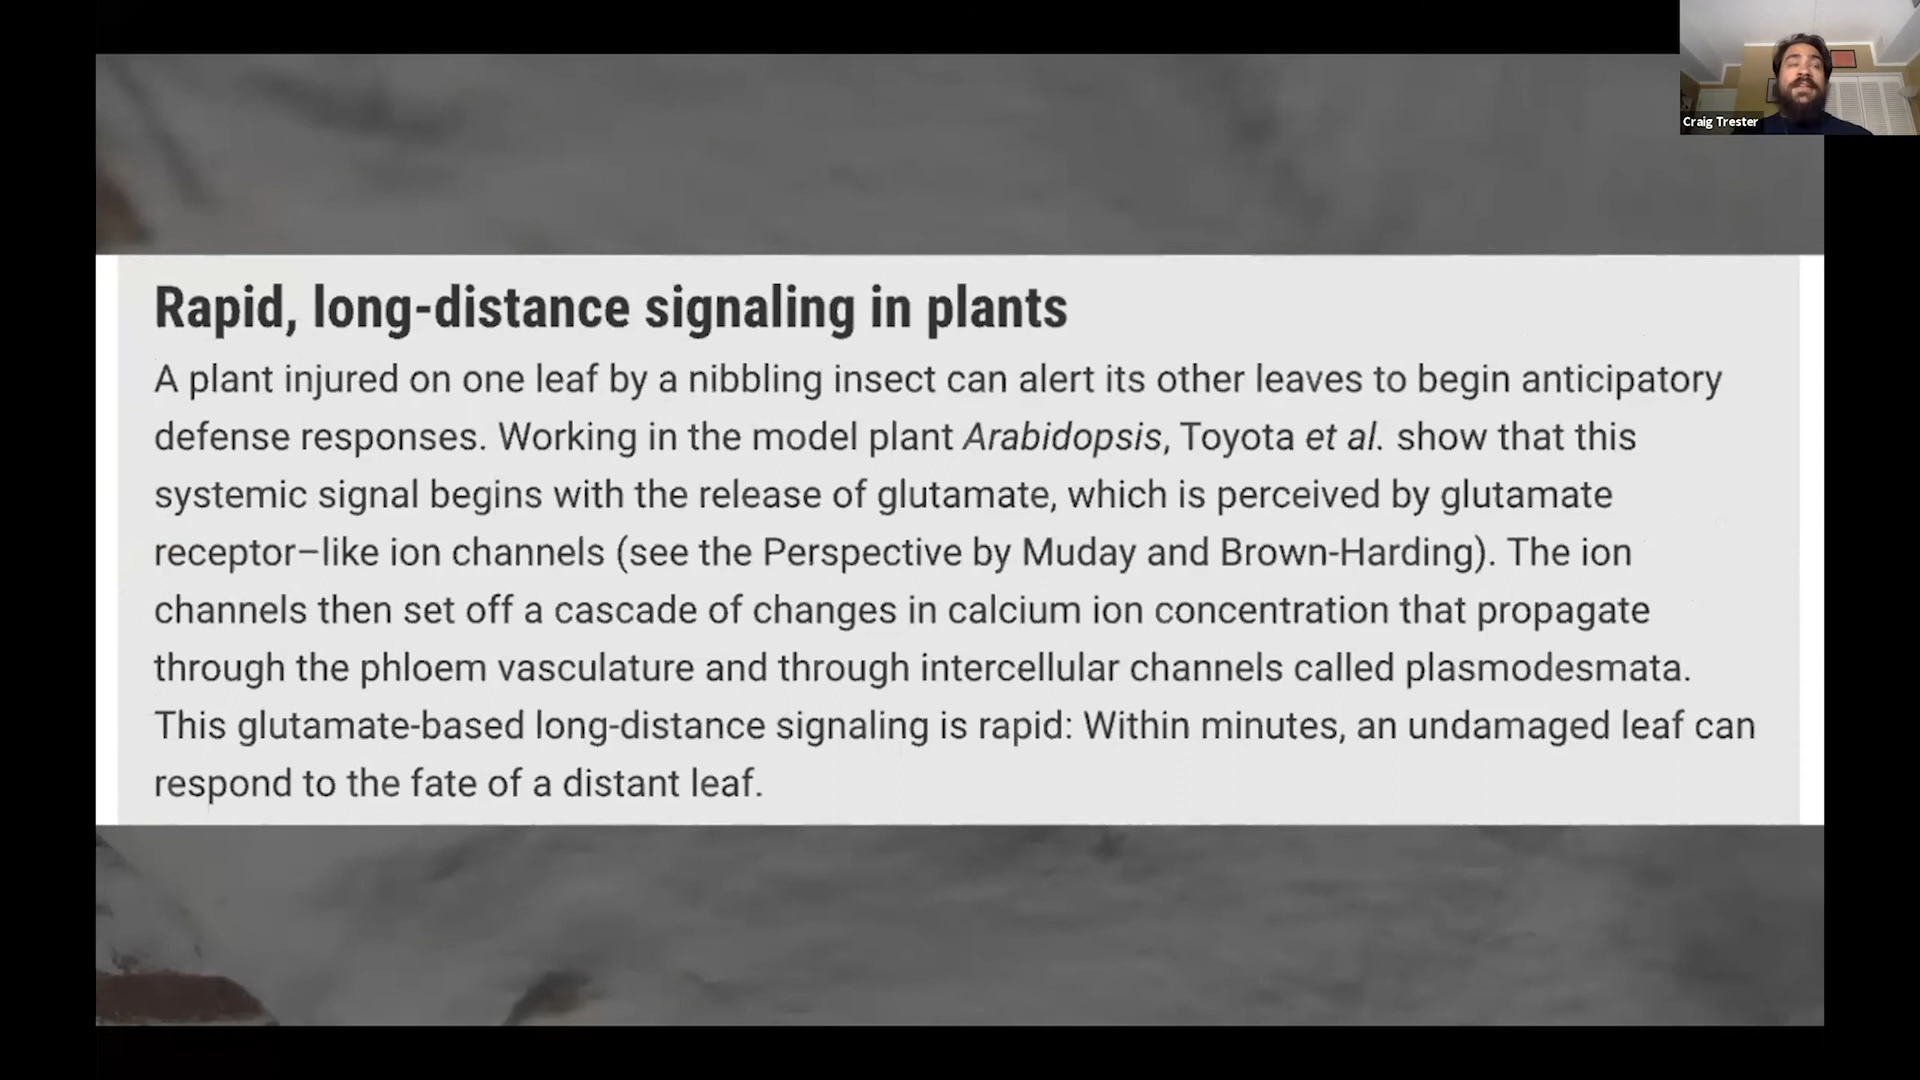 Craig Trester
Rapid, long-distance signaling in plants
A plant injured on one leaf by a nibbling insect can alert its other leaves to begin anticipatory
defense responses. Working in the model plant Arabidopsis, Toyota et al. show that this
systemic signal begins with the release of glutamate, which is perceived by glutamate
receptor–like ion channels (see the Perspective by Muday and Brown-Harding). The ion
channels then set off a cascade of changes in calcium ion concentration that propagate
through the phloem vasculature and through intercellular channels called plasmodesmata.
This glutamate-based long-distance signaling is rapid: Within minutes, an undamaged leaf can
respond to the fate of a distant leaf.